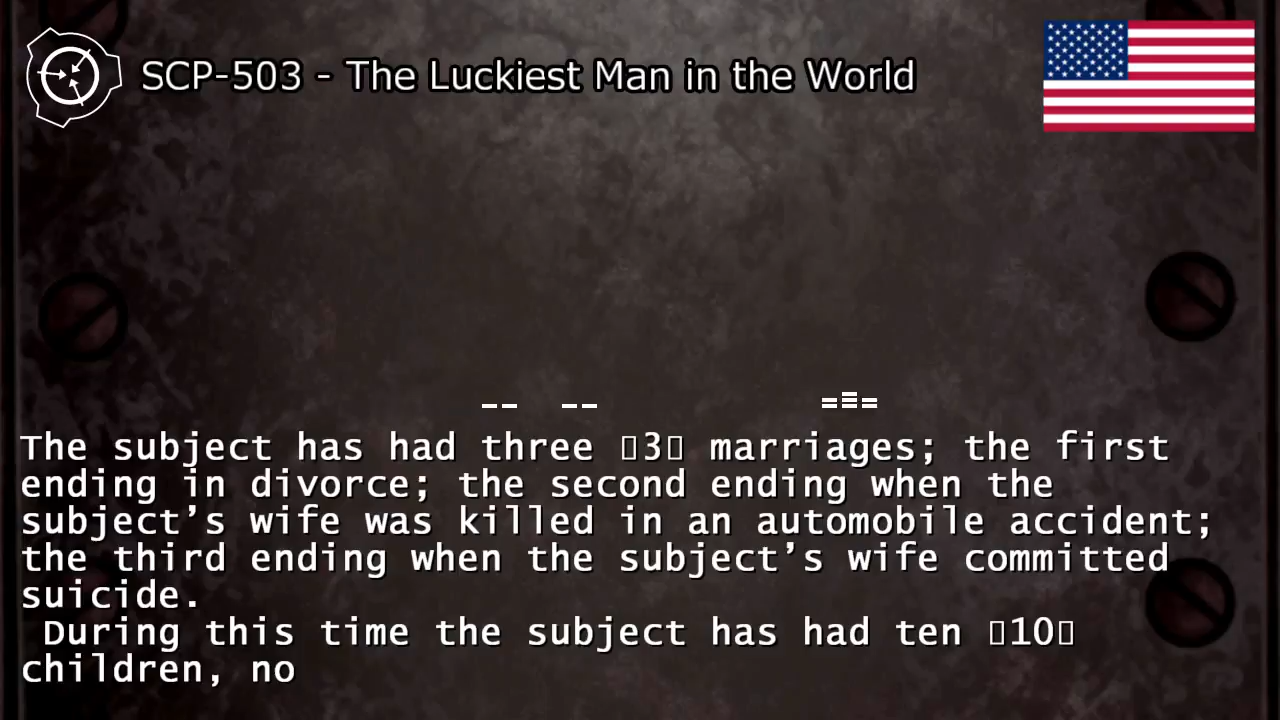 SCP-503 - The Luckiest Man in the World
The subject has had three ▯3▯ marriages; the first
ending in divorce; the second ending when the
subject’s wife was killed in an automobile accident;
the third ending when the subject’s wife committed
suicide.
During this time the subject has had ten ▯10▯
children, no